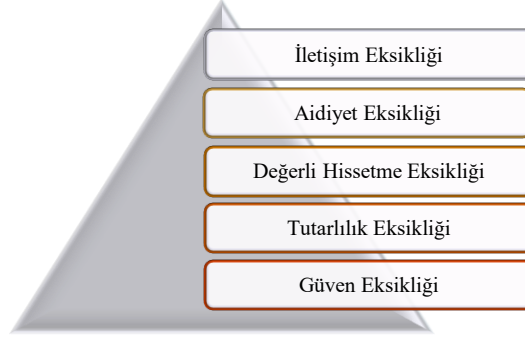 İletişim Eksikliği
Aidiyet Eksikliği
Değerli Hissetme Eksikliği
Tutarlılık Eksikliği
Güven Eksikliği